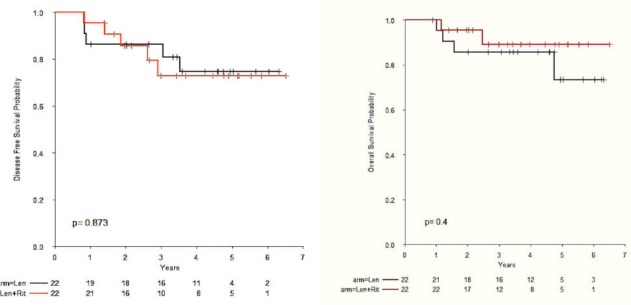 Disease Free Survival Probability
1.0
0.8
0.6
0.4
0.2
0.0
p= 0.873
0 1 2 3 4 5 6 7
Years
rm=Len 22 19 18 16 11 4 2
Len+Rit 22 21 16 10 8 5 1
Overall Survival Probability
1.0
0.8
0.6
0.4
0.2
0.0
p= 0.4
0 1 2 3 4 5 6 7
Years
arm=Len 22 21 18 16 12 5 3
arm=Len+Rit 22 22 17 12 8 5 1